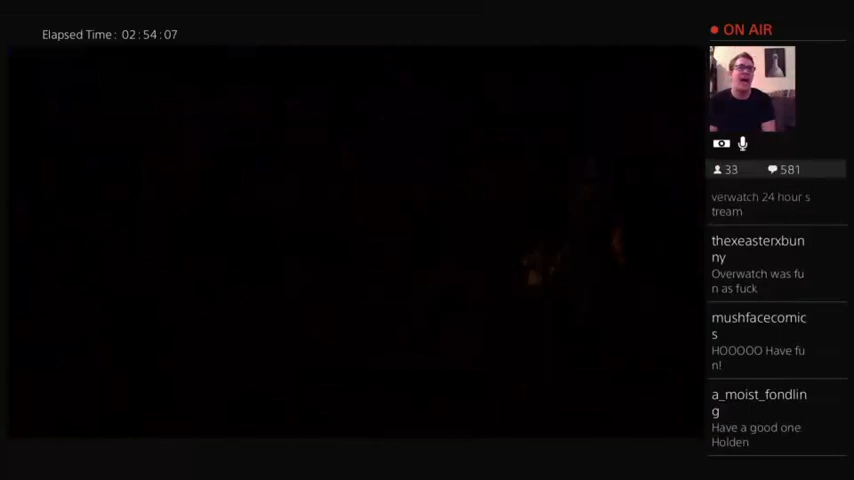 Elapsed Time: 02:54:07
ON AIR
33 581
verwatch 24 hour s
tream
thexeasterxbun
ny
Overwatch was fu
n as fuck
mushfacecomic
s
HOOOOO Have fu
n!
a_moist_fondlin
g
Have a good one
Holden